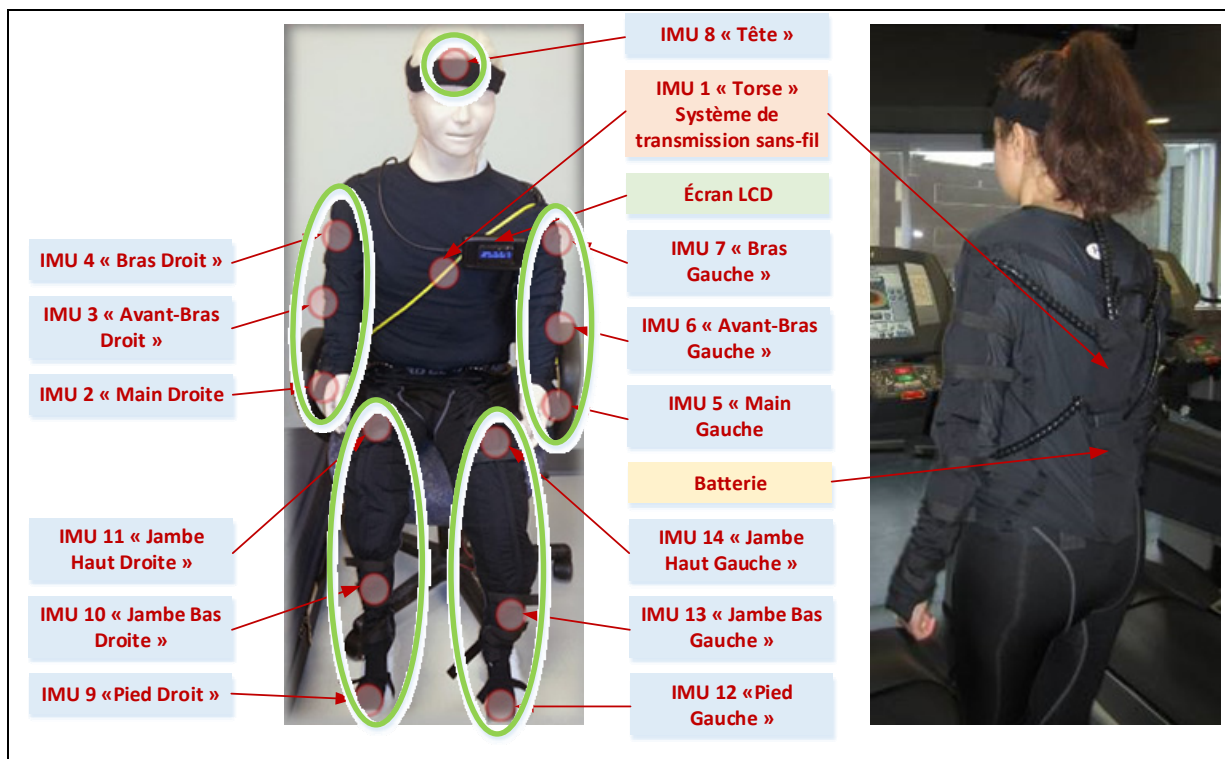 IMU 8 « Tête »
IMU 1 « Torse »
Système de
transmission sans-fil
Écran LCD
IMU 4 « Bras Droit »
IMU 3 « Avant-Bras
Droit »
IMU 2 « Main Droite
IMU 7 « Bras
Gauche »
IMU 6 « Avant-Bras
Gauche »
IMU 5 « Main
Gauche
Batterie
IMU 11 « Jambe
Haut Droite »
IMU 10 « Jambe Bas
Droite »
IMU 9 «Pied Droit »
IMU 14 « Jambe
Haut Gauche »
IMU 13 « Jambe Bas
Gauche »
IMU 12 «Pied
Gauche »